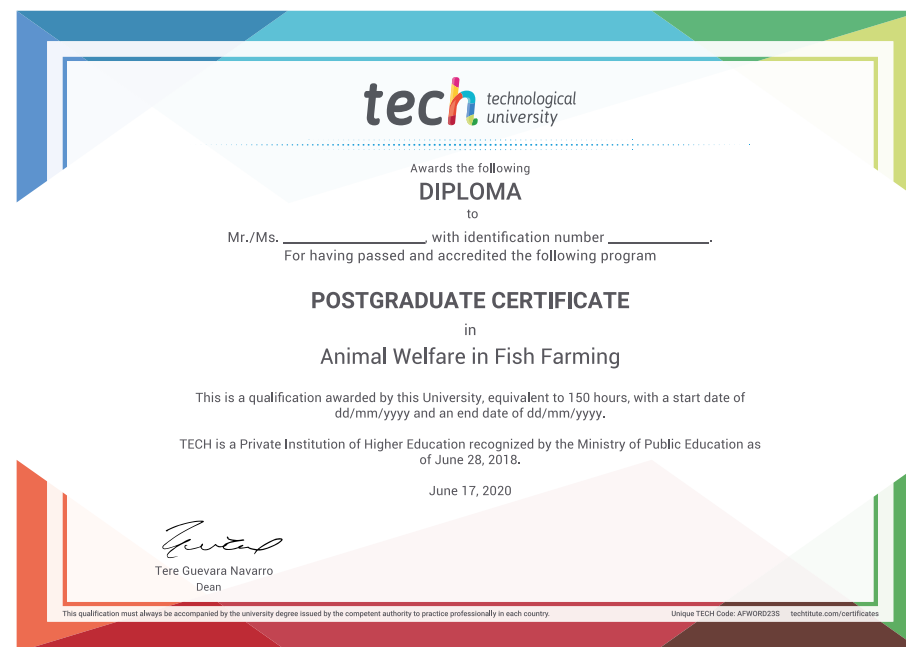 tech technological
university
Awards the following
DIPLOMA
to
Mr./Ms. ____________________, with identification number ______________.
For having passed and accredited the following program
POSTGRADUATE CERTIFICATE
in
Animal Welfare in Fish Farming
This is a qualification awarded by this University, equivalent to 150 hours, with a start date of
dd/mm/yyyy and an end date of dd/mm/yyyy.
TECH is a Private Institution of Higher Education recognized by the Ministry of Public Education as
of June 28, 2018.
June 17, 2020
Tere Guevara Navarro
Dean
This qualification must always be accompanied by the university degree issued by the competent authority to practice professionally in each country.
Unique TECH Code: AFWORD23S techtitute.com/certificates